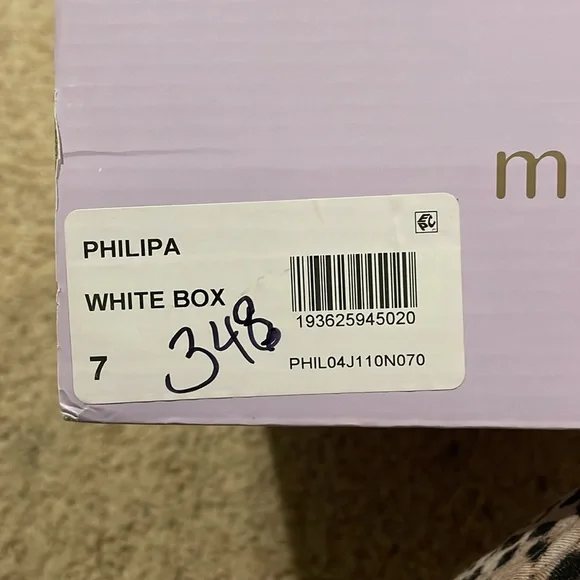 m
PHILIPA
WHITE BOX
193625945020
7
348
PHIL04J110N070